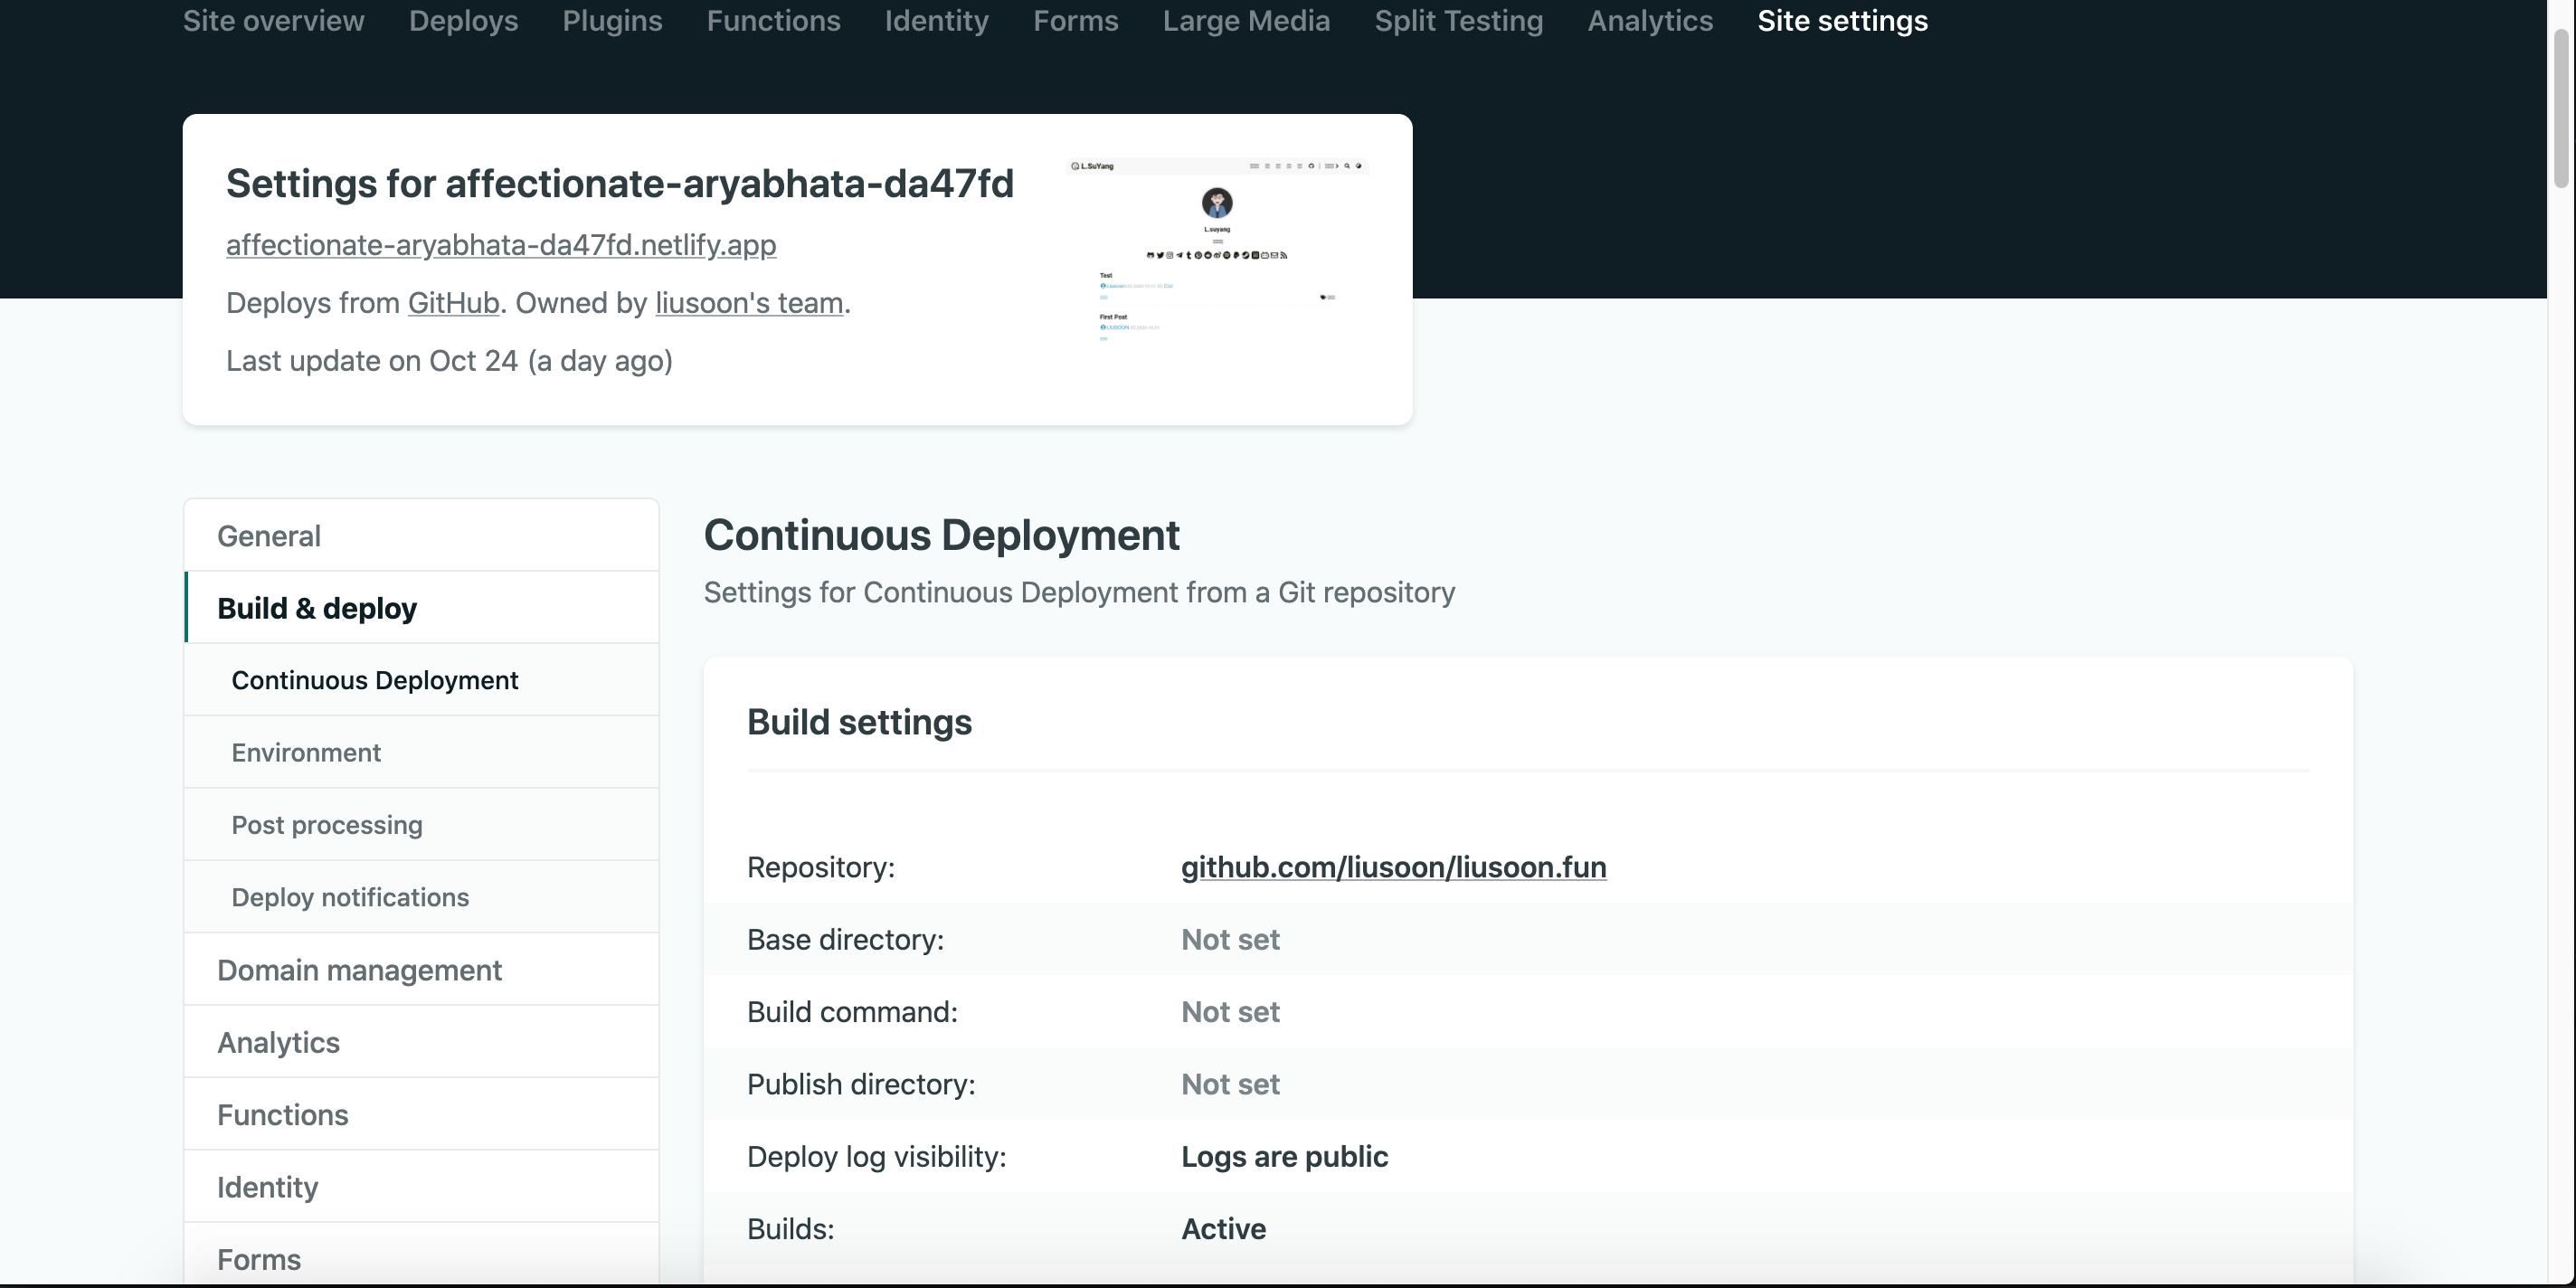 Site overview Deploys Plugins Functions Identity Forms Large Media Split Testing Analytics Site settings
Settings for affectionate-aryabhata-da47fd
affectionate-aryabhata-da47fd.netlify.app
Deploys from GitHub. Owned by liusoon's team.
Last update on Oct 24 (a day ago)
L.SuYang
L.suyang
Test
First Post
LIUSOON
General
Build & deploy
Continuous Deployment
Environment
Post processing
Deploy notifications
Domain management
Analytics
Functions
Identity
Forms
Continuous Deployment
Settings for Continuous Deployment from a Git repository
Build settings
Repository: github.com/liusoon/liusoon.fun
Base directory: Not set
Build command: Not set
Publish directory: Not set
Deploy log visibility: Logs are public
Builds: Active